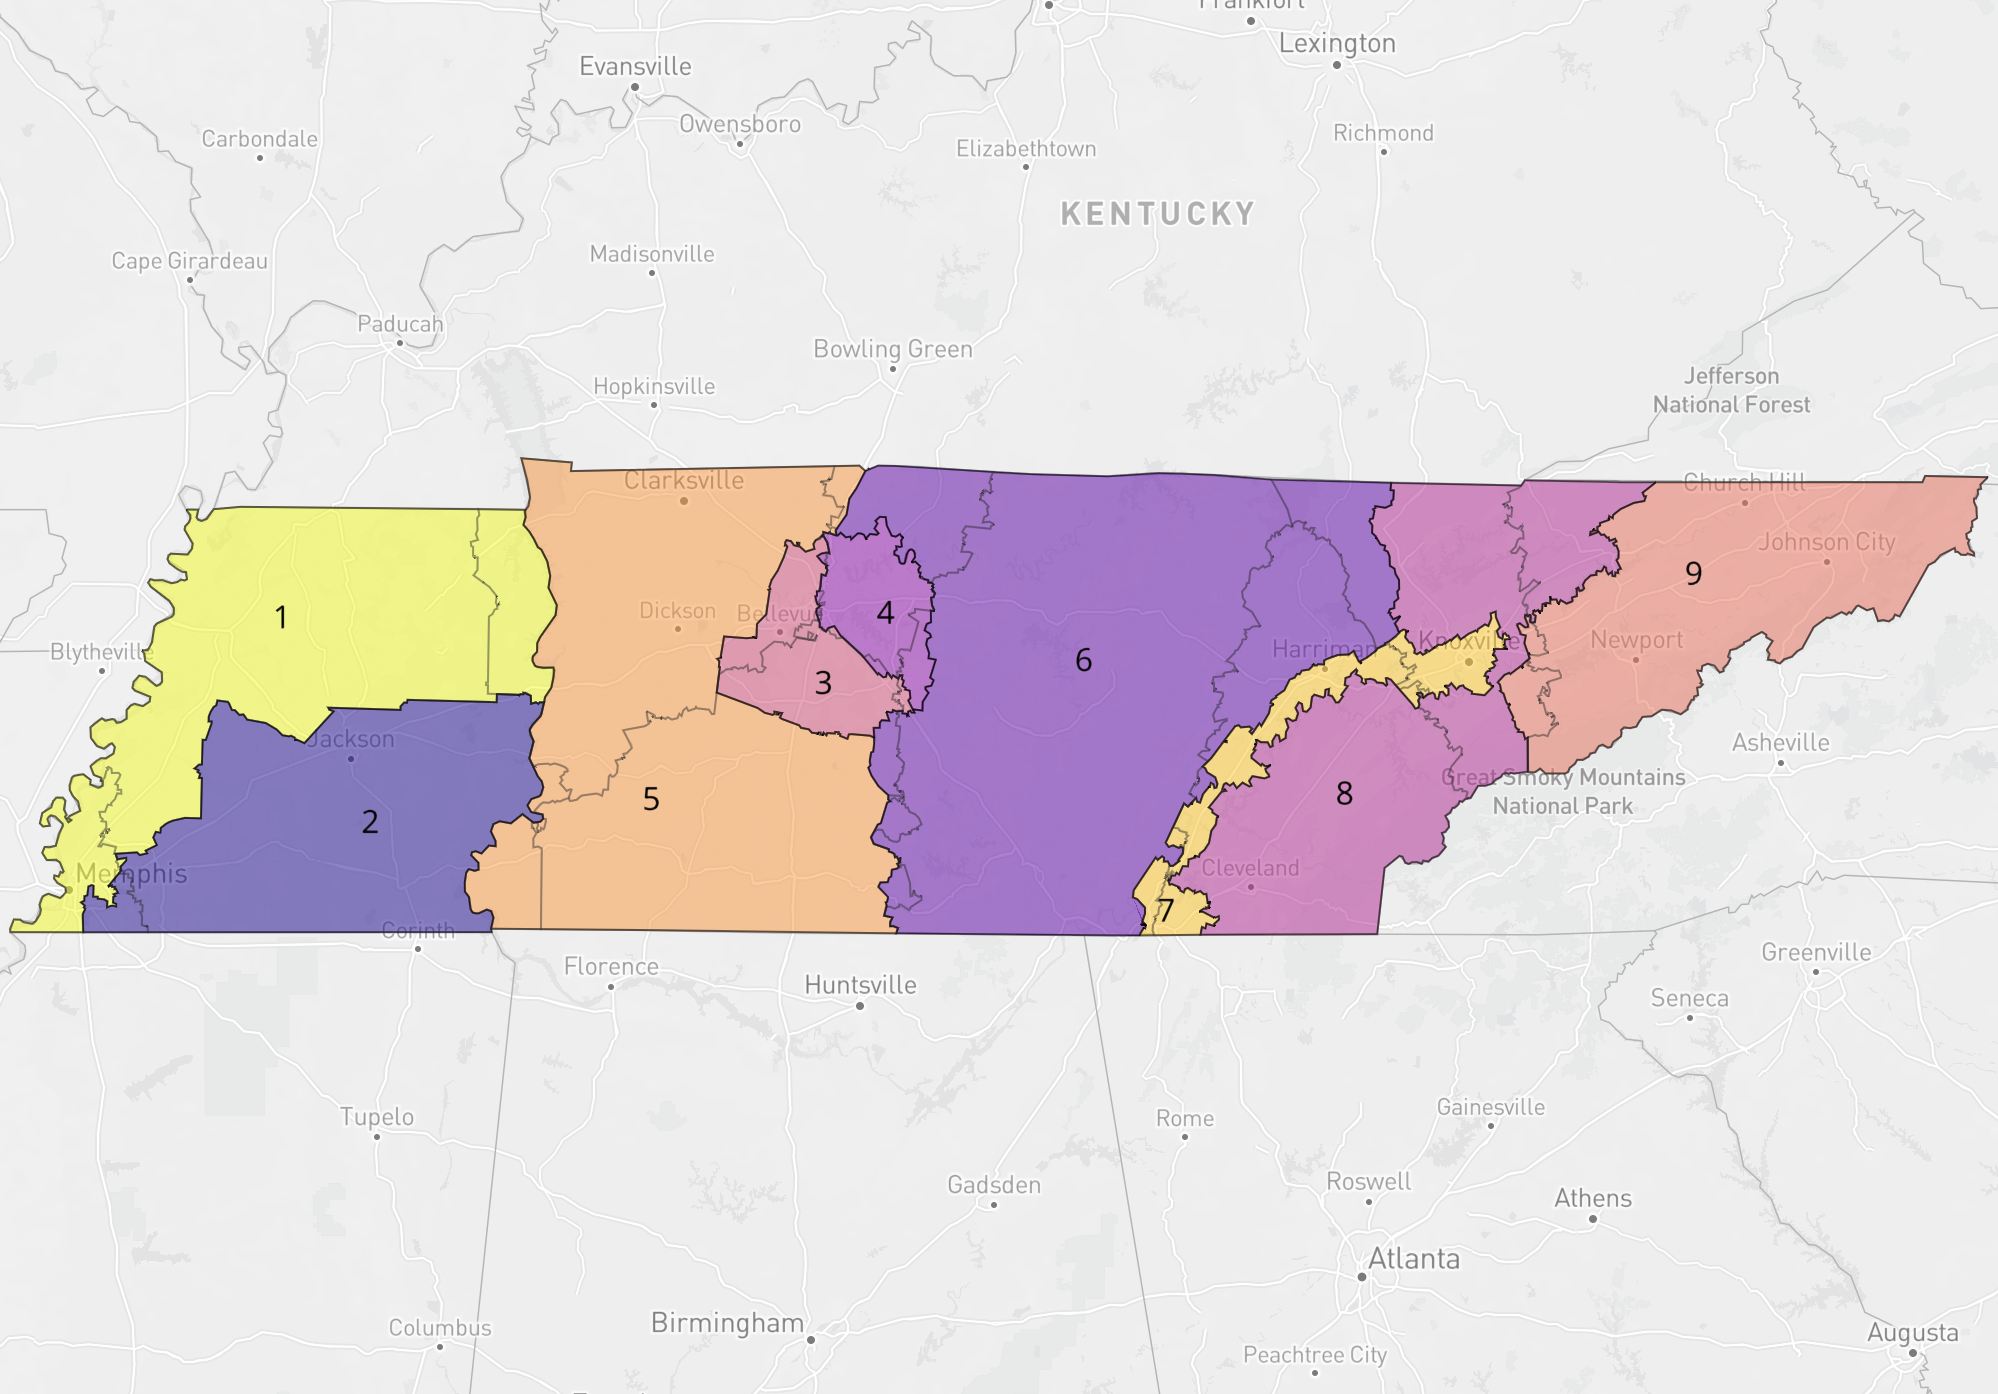 Frankfort
Lexington
Evansville
Owensboro
Carbondale
Elizabethtown
Richmond
KENTUCKY
Cape Girardeau
Madisonville
Paducah
Bowling Green
Hopkinsville
Jefferson
National Forest
Clarksville
Church Hill
Johnson City
9
1
Dickson
Bellevue
4
Blytheville
Harriman
Knoxville
Newport
6
3
Jackson
Asheville
Great Smoky Mountains
National Park
8
5
2
Memphis
Cleveland
7
Corinth
Florence
Huntsville
Greenville
Seneca
Tupelo
Rome
Gainesville
Gadsden
Roswell
Athens
Atlanta
Columbus
Birmingham
Peachtree City
Augusta